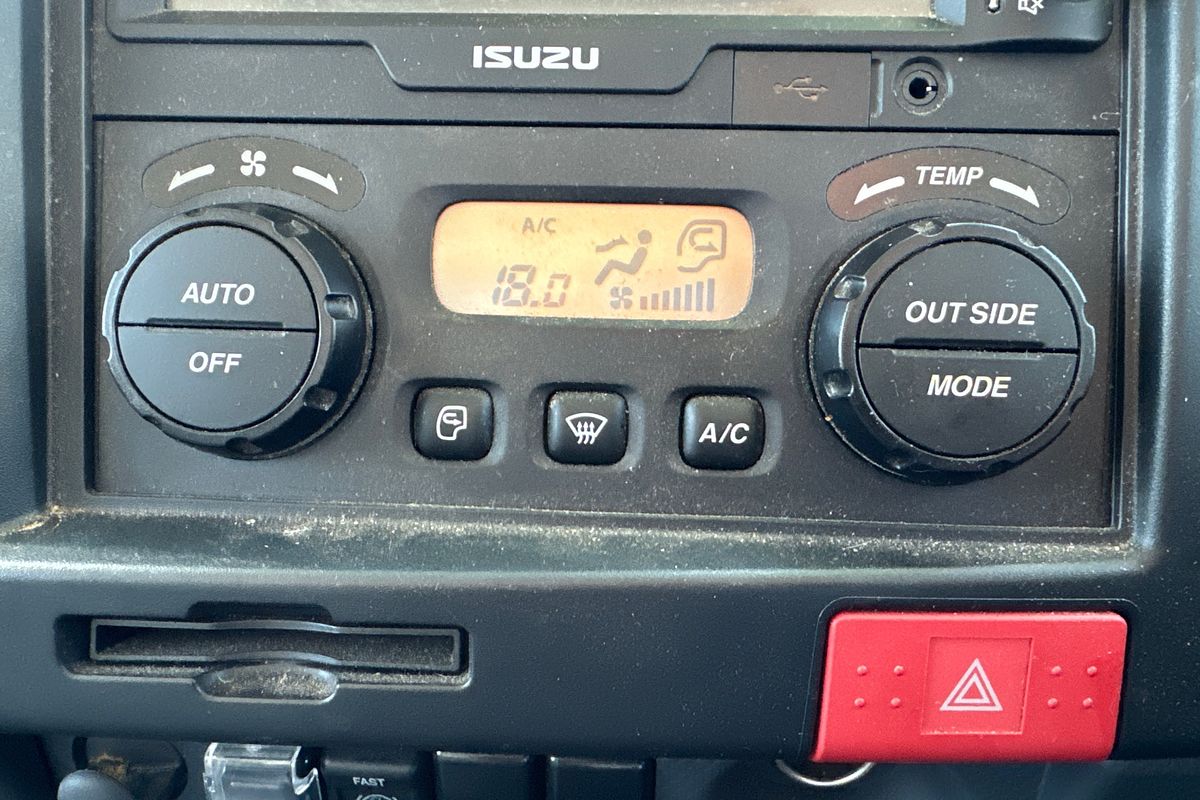 ISUZU
TEMP
A/C
18.0
AUTO
OFF
OUT SIDE
MODE
A/C
FAST